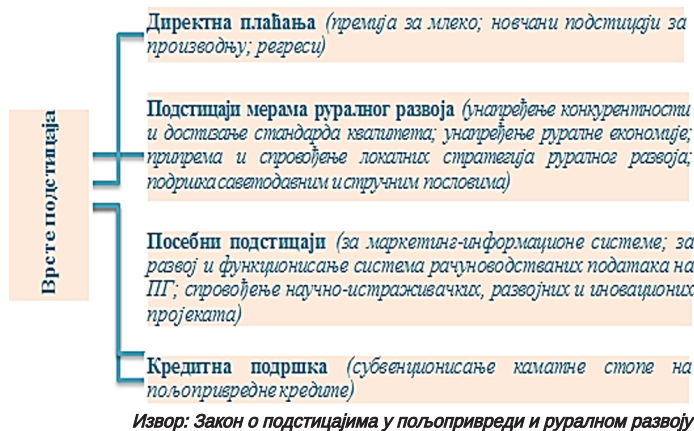 Врсте подстицаја
Директна плаћања (премија за млеко; новчани подстицаји за
производњу; регреси)
Подстицаји мерама руралног развоја (унапређење конкурентности
и достизање стандарда квалитета; унапређење руралне економије;
припрема и спровођење локалних стратегија руралног развоја;
подршка саветодавним и стручним пословима)
Посебни подстицаји (за маркетинг-информационе системе; за
развој и функционисање система рачуноводстваних података на
ПГ; спровођење научно-истраживачких, развојних и иновационих
пројеката)
Кредитна подршка (субвенционисање каматне стопе на
пољопривредне кредите)
Извор: Закон о подстицајима у пољопривреди и руралном развоју